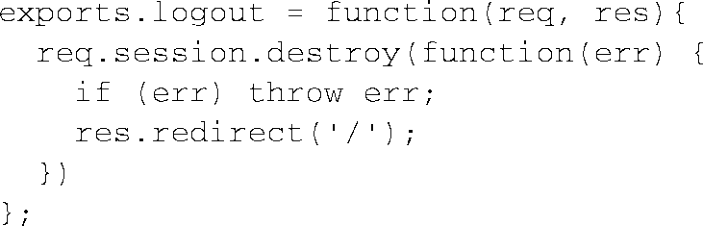 exports.logout = function(req, res){
  req.session.destroy(function(err) {
    if (err) throw err;
    res.redirect('/');
  })
};